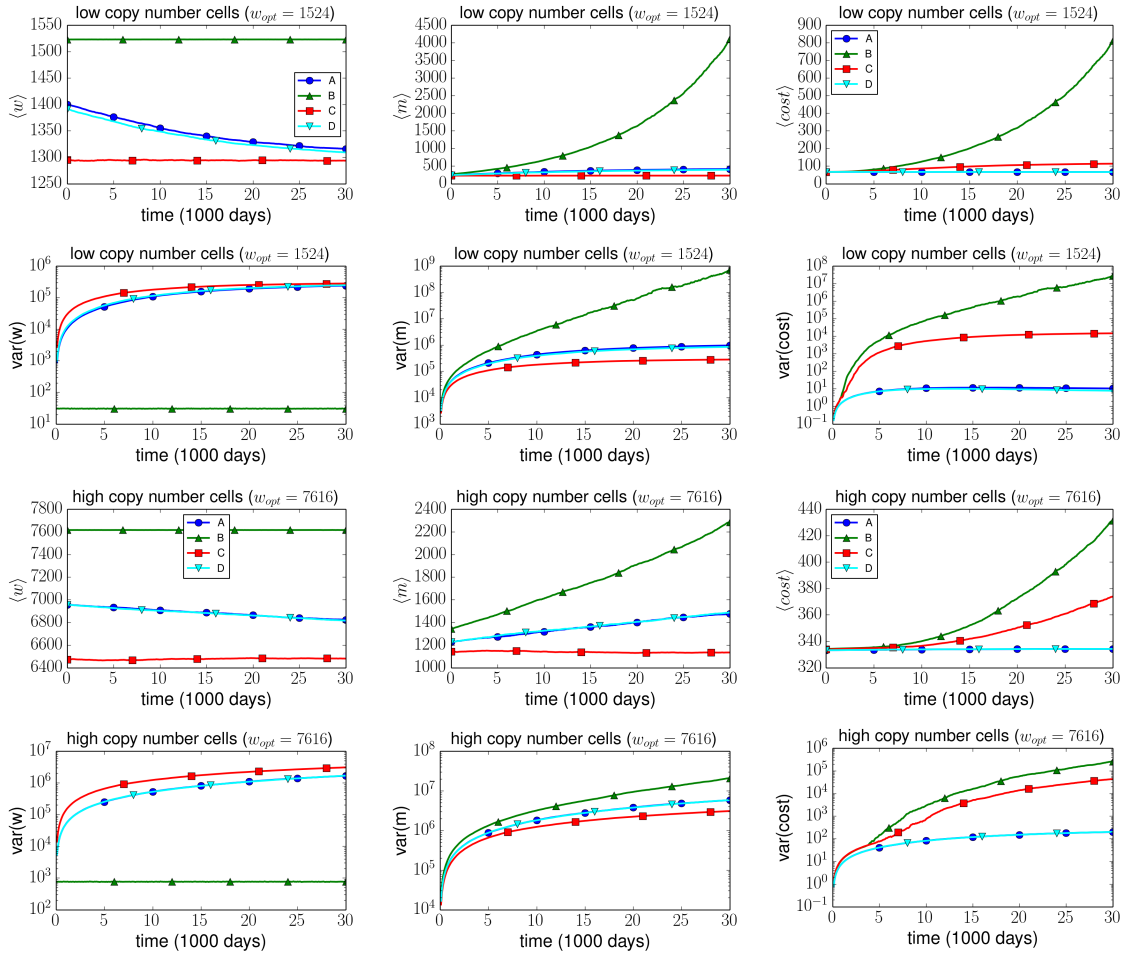 low copy number cells (w_opt = 1524)
⟨w⟩
1550
1500
1450
1400
1350
1300
1250
A
B
C
D
0 5 10 15 20 25 30
time (1000 days)
low copy number cells (w_opt = 1524)
⟨m⟩
4500
4000
3500
3000
2500
2000
1500
1000
500
0
0 5 10 15 20 25 30
time (1000 days)
low copy number cells (w_opt = 1524)
⟨cost⟩
900
800
700
600
500
400
300
200
100
0
A
B
C
D
0 5 10 15 20 25 30
time (1000 days)
low copy number cells (w_opt = 1524)
var(w)
10^6
10^5
10^4
10^3
10^2
10^1
0 5 10 15 20 25 30
time (1000 days)
low copy number cells (w_opt = 1524)
var(m)
10^9
10^8
10^7
10^6
10^5
10^4
10^3
0 5 10 15 20 25 30
time (1000 days)
low copy number cells (w_opt = 1524)
var(cost)
10^8
10^7
10^6
10^5
10^4
10^3
10^2
10^1
10^0
10^−1
0 5 10 15 20 25 30
time (1000 days)
high copy number cells (w_opt = 7616)
⟨w⟩
7800
7600
7400
7200
7000
6800
6600
6400
A
B
C
D
0 5 10 15 20 25 30
time (1000 days)
high copy number cells (w_opt = 7616)
⟨m⟩
2400
2200
2000
1800
1600
1400
1200
1000
0 5 10 15 20 25 30
time (1000 days)
high copy number cells (w_opt = 7616)
⟨cost⟩
440
420
400
380
360
340
320
A
B
C
D
0 5 10 15 20 25 30
time (1000 days)
high copy number cells (w_opt = 7616)
var(w)
10^7
10^6
10^5
10^4
10^3
10^2
0 5 10 15 20 25 30
time (1000 days)
high copy number cells (w_opt = 7616)
var(m)
10^8
10^7
10^6
10^5
10^4
0 5 10 15 20 25 30
time (1000 days)
high copy number cells (w_opt = 7616)
var(cost)
10^6
10^5
10^4
10^3
10^2
10^1
10^0
10^−1
0 5 10 15 20 25 30
time (1000 days)